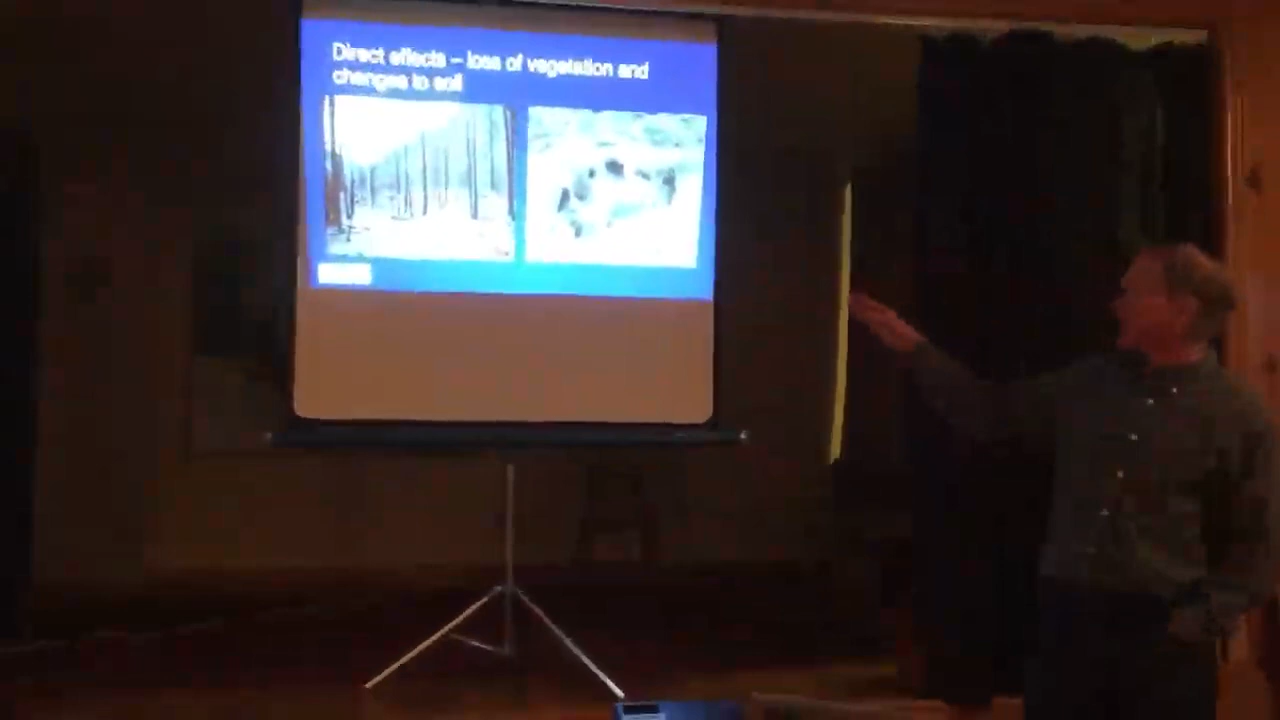 Direct effects – loss of vegetation and
changes to soil